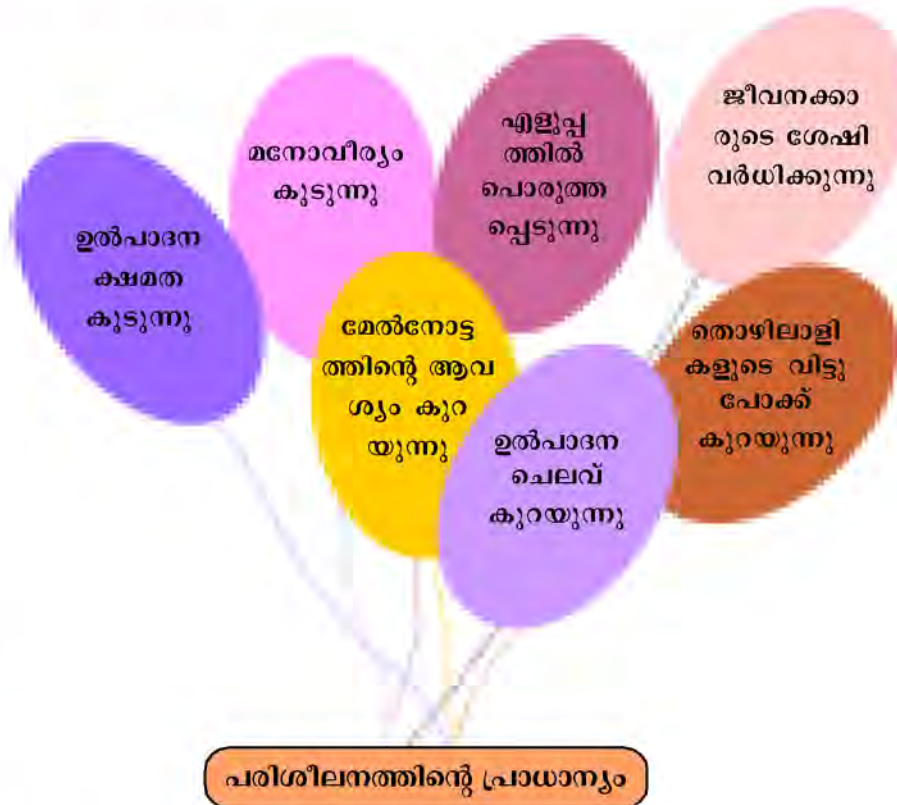 ഉൽപാദന
ക്ഷമത
കൂടുന്നു
മനോവീര്യം
കൂടുന്നു
എളുപ്പ
ത്തിൽ
പൊരുത്ത
പ്പെടുന്നു
ജീവനക്കാ
രുടെ ശേഷി
വർധിക്കുന്നു
മേൽനോട്ട
ത്തിന്റെ ആവ
ശ്യം കുറ
യുന്നു
ഉൽപാദന
ചെലവ്
കുറയുന്നു
തൊഴിലാളി
കളുടെ വിട്ടു
പോക്ക്
കുറയുന്നു
പരിശീലനത്തിന്റെ പ്രാധാന്യം